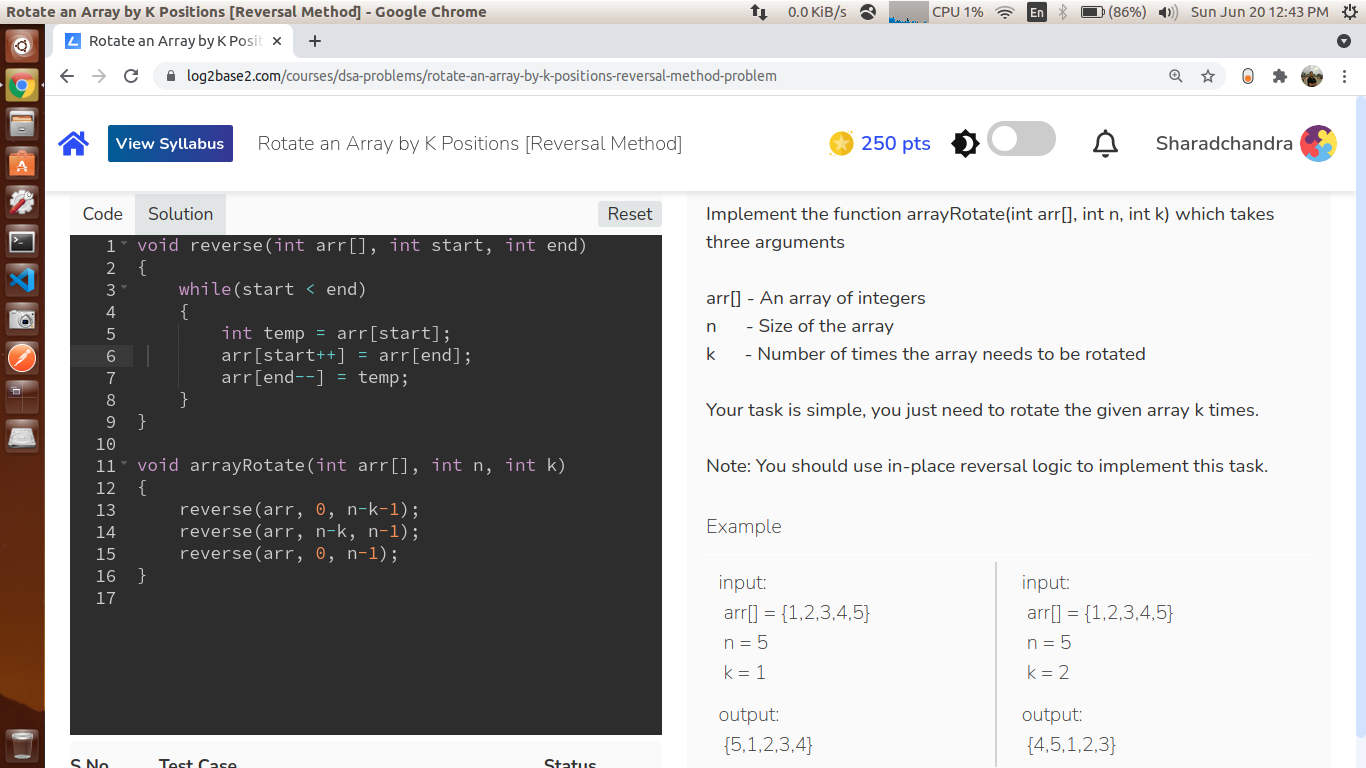 Rotate an Array by K Positions [Reversal Method] - Google Chrome
0.0 KiB/s
CPU 1%
En
(86%)
Sun Jun 20 12:43 PM
Rotate an Array by K Posit
log2base2.com/courses/dsa-problems/rotate-an-array-by-k-positions-reversal-method-problem
View Syllabus
Rotate an Array by K Positions [Reversal Method]
250 pts
Sharadchandra
Code
Solution
Reset
1 void reverse(int arr[], int start, int end)
2 {
3     while(start < end)
4     {
5         int temp = arr[start];
6         arr[start++] = arr[end];
7         arr[end--] = temp;
8     }
9 }
10
11 void arrayRotate(int arr[], int n, int k)
12 {
13     reverse(arr, 0, n-k-1);
14     reverse(arr, n-k, n-1);
15     reverse(arr, 0, n-1);
16 }
17
S.No
Test Case
Status
Implement the function arrayRotate(int arr[], int n, int k) which takes
three arguments
arr[] - An array of integers
n - Size of the array
k - Number of times the array needs to be rotated
Your task is simple, you just need to rotate the given array k times.
Note: You should use in-place reversal logic to implement this task.
Example
input:
arr[] = {1,2,3,4,5}
n = 5
k = 1
output:
{5,1,2,3,4}
input:
arr[] = {1,2,3,4,5}
n = 5
k = 2
output:
{4,5,1,2,3}